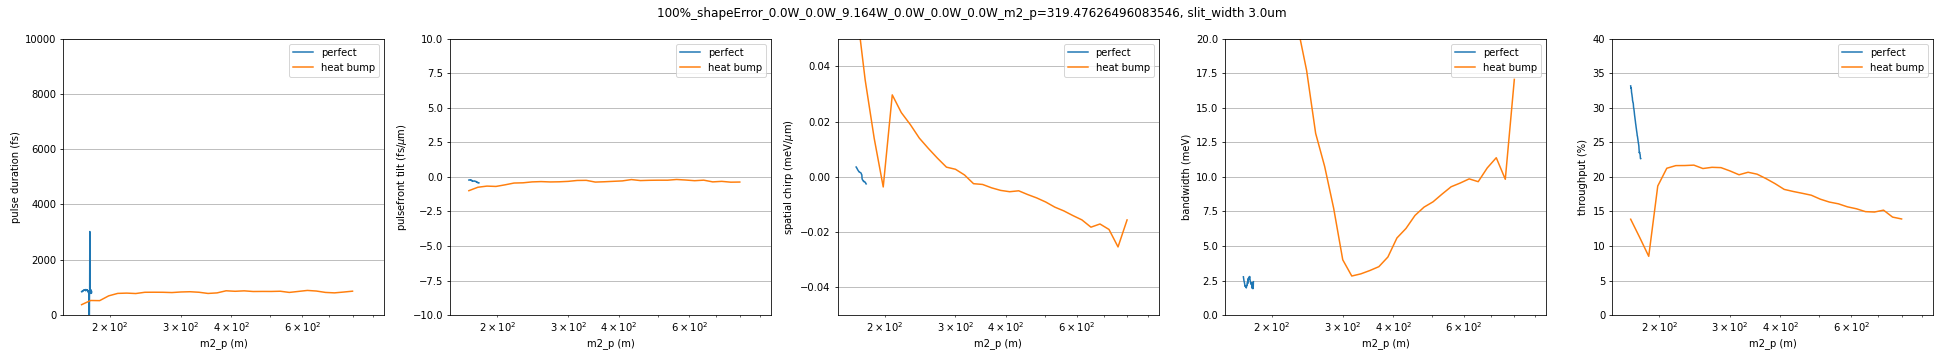 100%_shapeError_0.0W_0.0W_9.164W_0.0W_0.0W_0.0W_m2_p=319.47626496083546, slit_width 3.0um
pulse duration (fs)
10000
8000
6000
4000
2000
0
perfect
heat bump
2 × 10²
3 × 10²
4 × 10²
6 × 10²
m2_p (m)
pulsefront tilt (fs/μm)
10.0
7.5
5.0
2.5
0.0
−2.5
−5.0
−7.5
−10.0
perfect
heat bump
2 × 10²
3 × 10²
4 × 10²
6 × 10²
m2_p (m)
spatial chirp (meV/μm)
0.04
0.02
0.00
−0.02
−0.04
perfect
heat bump
2 × 10²
3 × 10²
4 × 10²
6 × 10²
m2_p (m)
bandwidth (meV)
20.0
17.5
15.0
12.5
10.0
7.5
5.0
2.5
0.0
perfect
heat bump
2 × 10²
3 × 10²
4 × 10²
6 × 10²
m2_p (m)
throughput (%)
40
35
30
25
20
15
10
5
0
perfect
heat bump
2 × 10²
3 × 10²
4 × 10²
6 × 10²
m2_p (m)